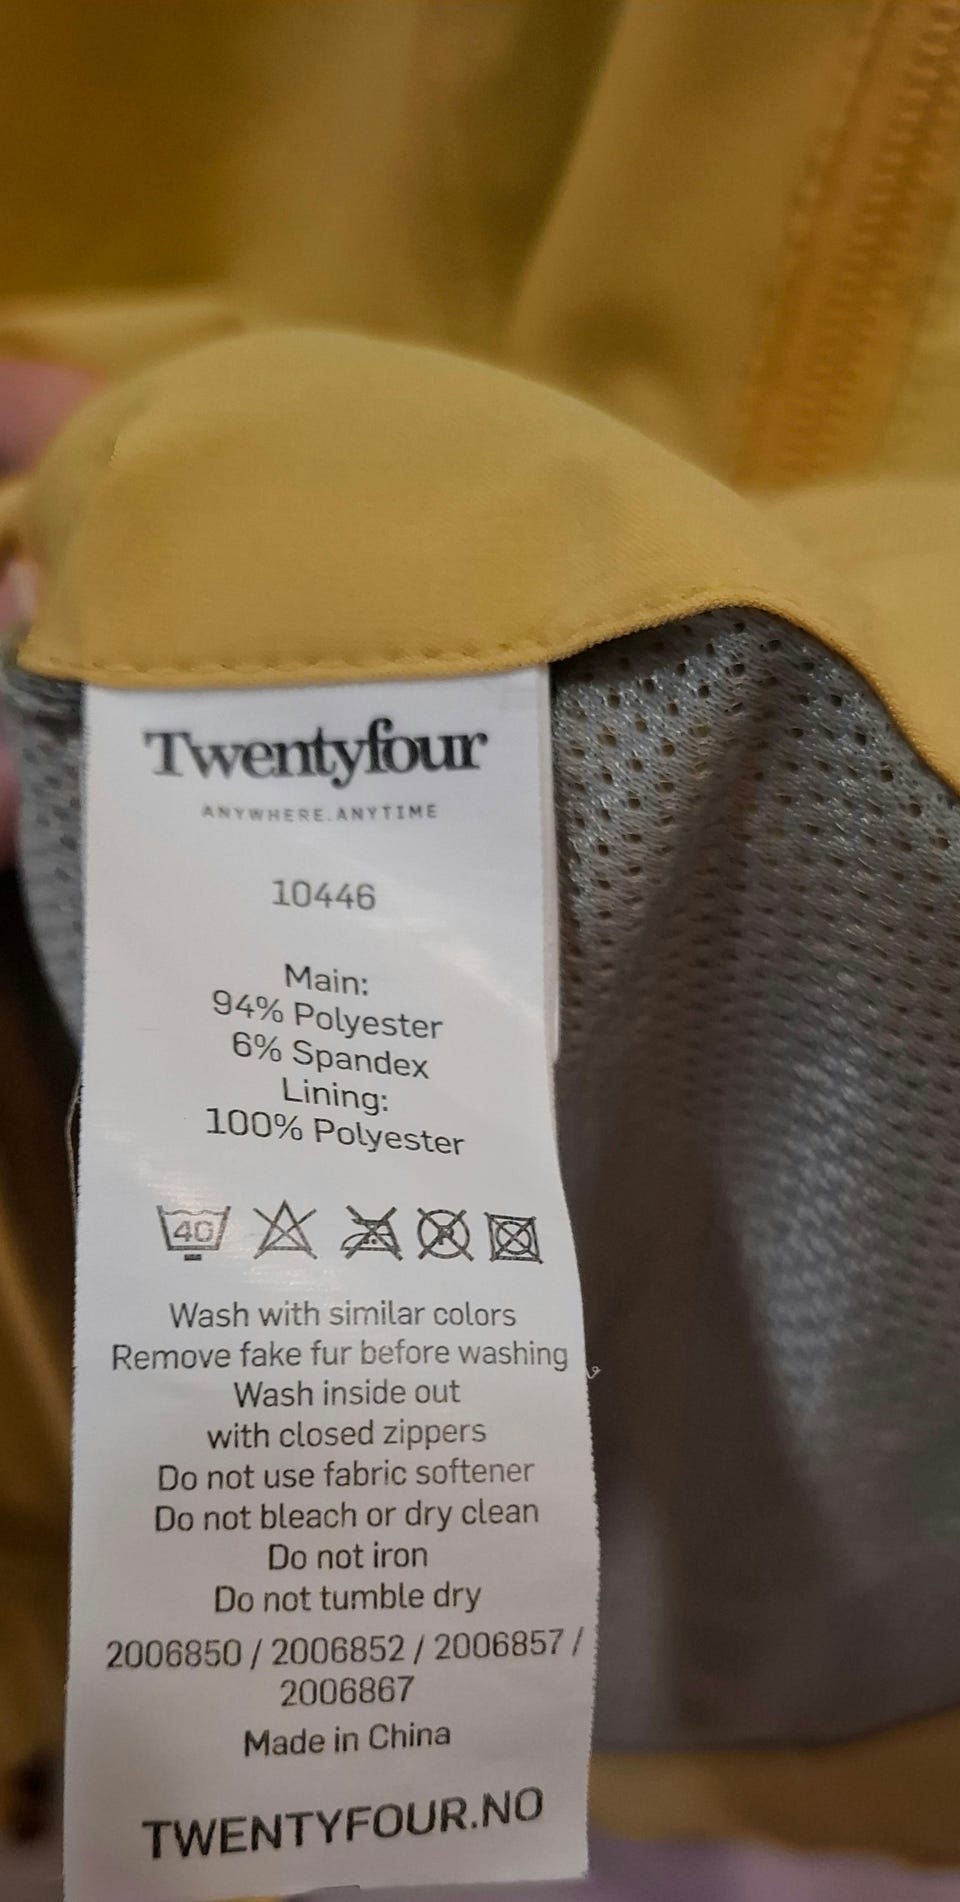 Twentyfour
ANYWHERE.ANYTIME
10446
Main:
94% Polyester
6% Spandex
Lining:
100% Polyester
40
Wash with similar colors
Remove fake fur before washing
Wash inside out
with closed zippers
Do not use fabric softener
Do not bleach or dry clean
Do not iron
Do not tumble dry
2006850 / 2006852 / 2006857 /
2006867
Made in China
TWENTYFOUR.NO